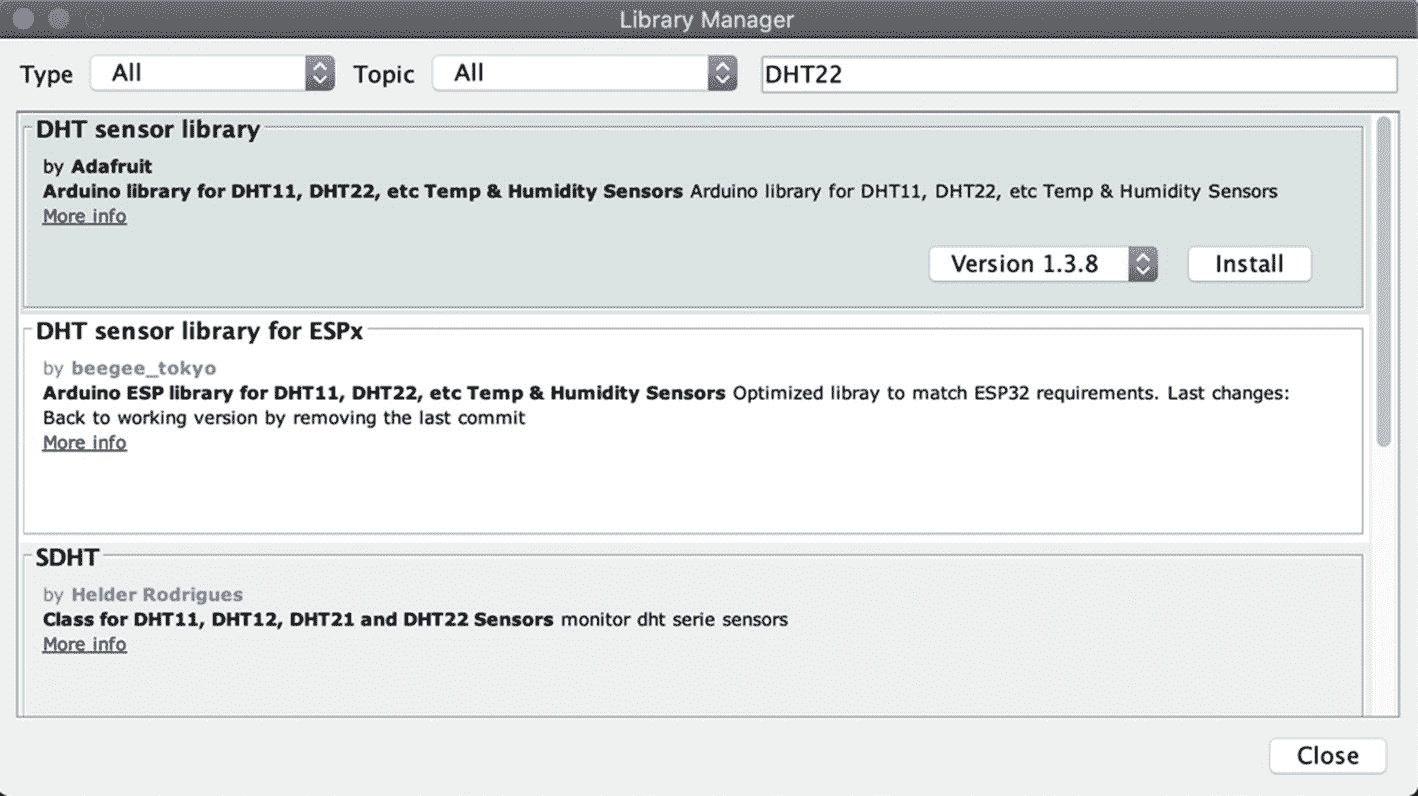 Library Manager
Type All Topic All DHT22
DHT sensor library
by Adafruit
Arduino library for DHT11, DHT22, etc Temp & Humidity Sensors Arduino library for DHT11, DHT22, etc Temp & Humidity Sensors
More info
Version 1.3.8 Install
DHT sensor library for ESPx
by beegee_tokyo
Arduino ESP library for DHT11, DHT22, etc Temp & Humidity Sensors Optimized libray to match ESP32 requirements. Last changes:
Back to working version by removing the last commit
More info
SDHT
by Helder Rodrigues
Class for DHT11, DHT12, DHT21 and DHT22 Sensors monitor dht serie sensors
More info
Close